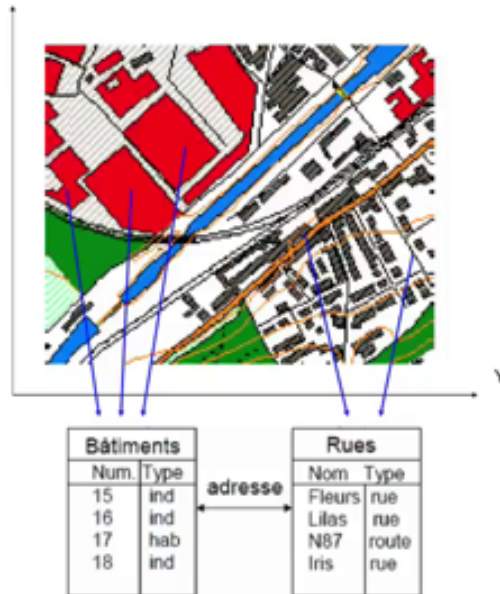 Y
Bâtiments
Num. Type
15 ind
16 ind
17 hab
18 ind
adresse
Rues
Nom Type
Fleurs rue
Lilas rue
N87 route
Iris rue